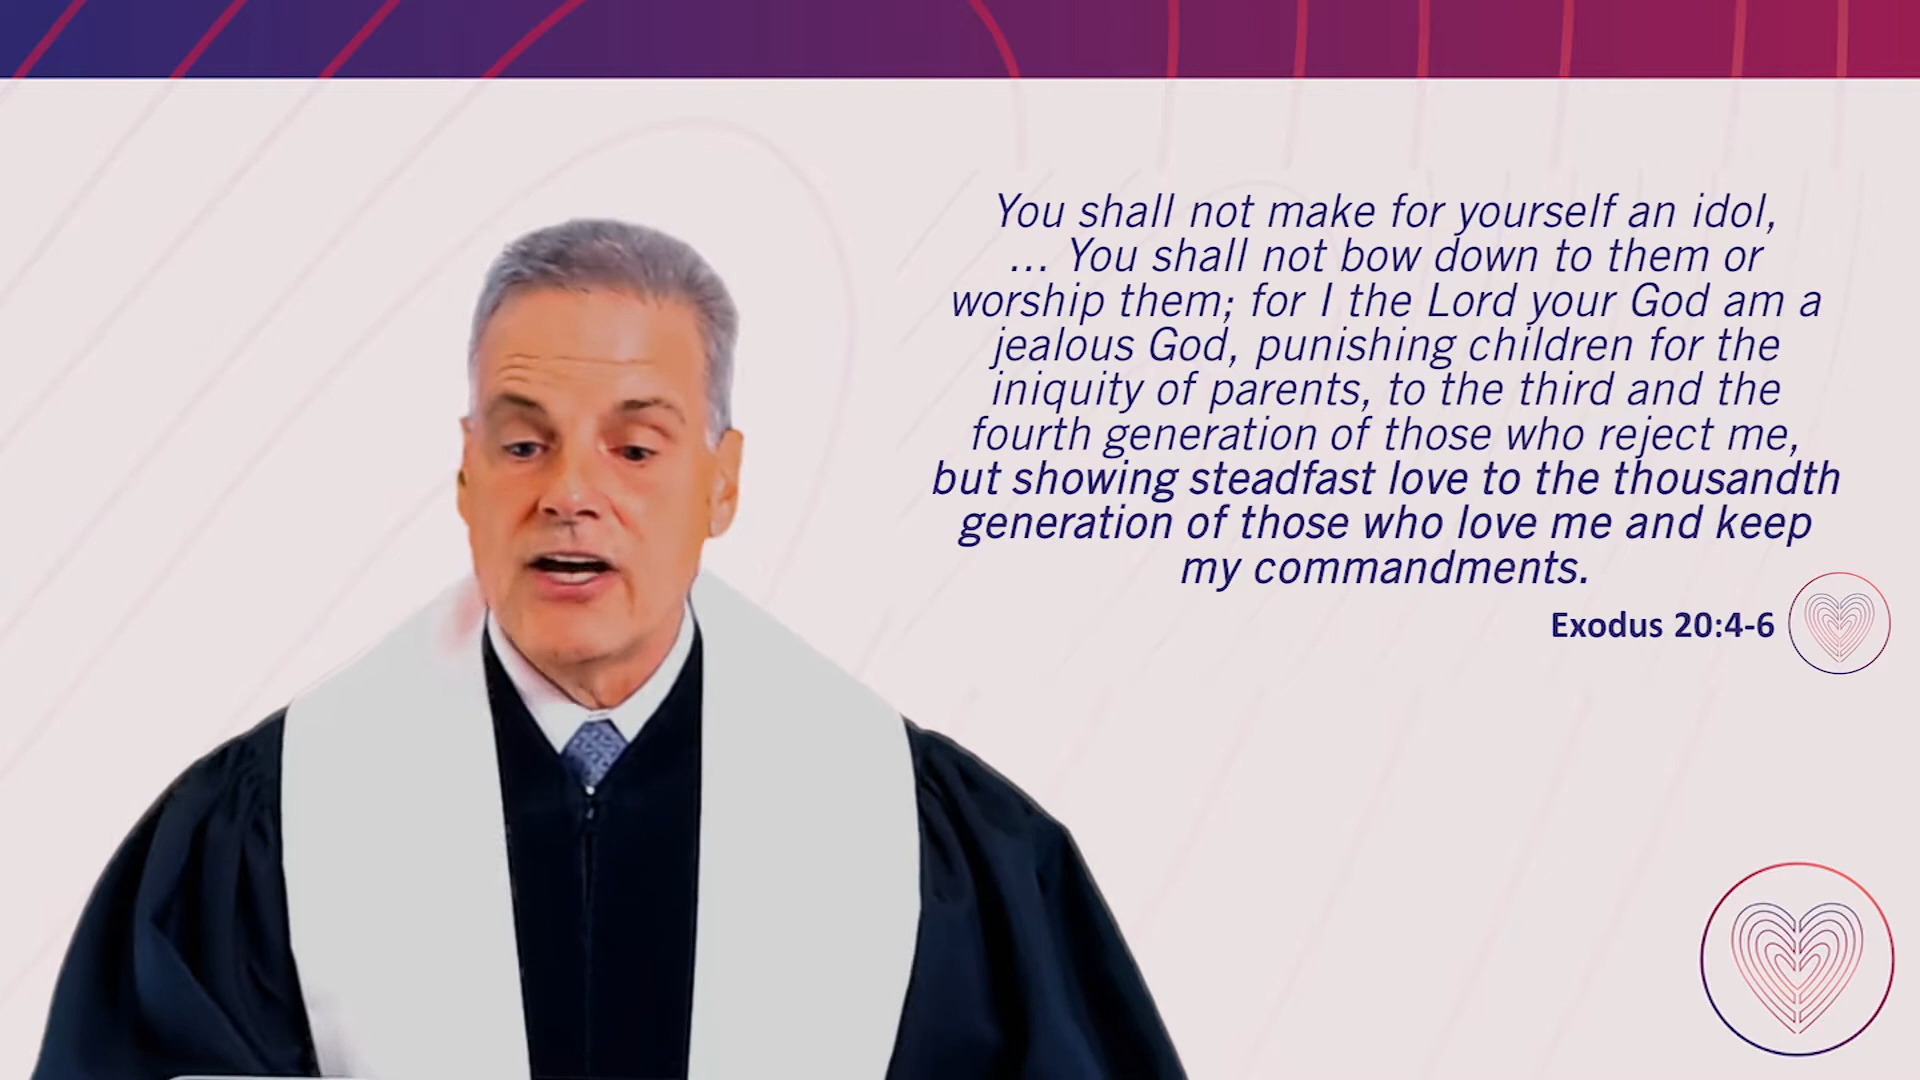 You shall not make for yourself an idol,
... You shall not bow down to them or
worship them; for I the Lord your God am a
jealous God, punishing children for the
iniquity of parents, to the third and the
fourth generation of those who reject me,
but showing steadfast love to the thousandth
generation of those who love me and keep
my commandments.
Exodus 20:4-6